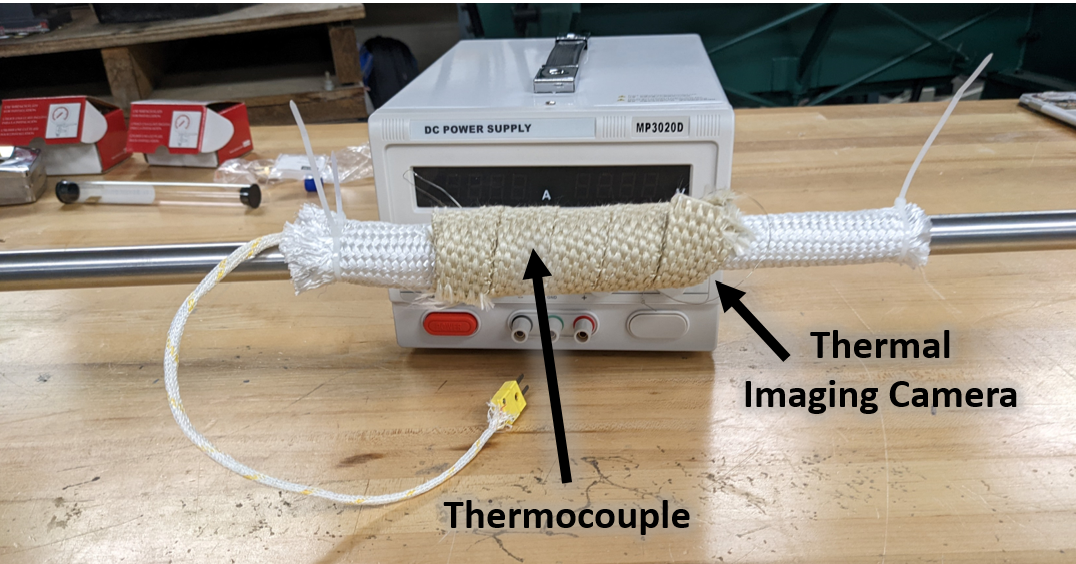 DC POWER SUPPLY
MP3020D
A
Thermal
Imaging Camera
Thermocouple